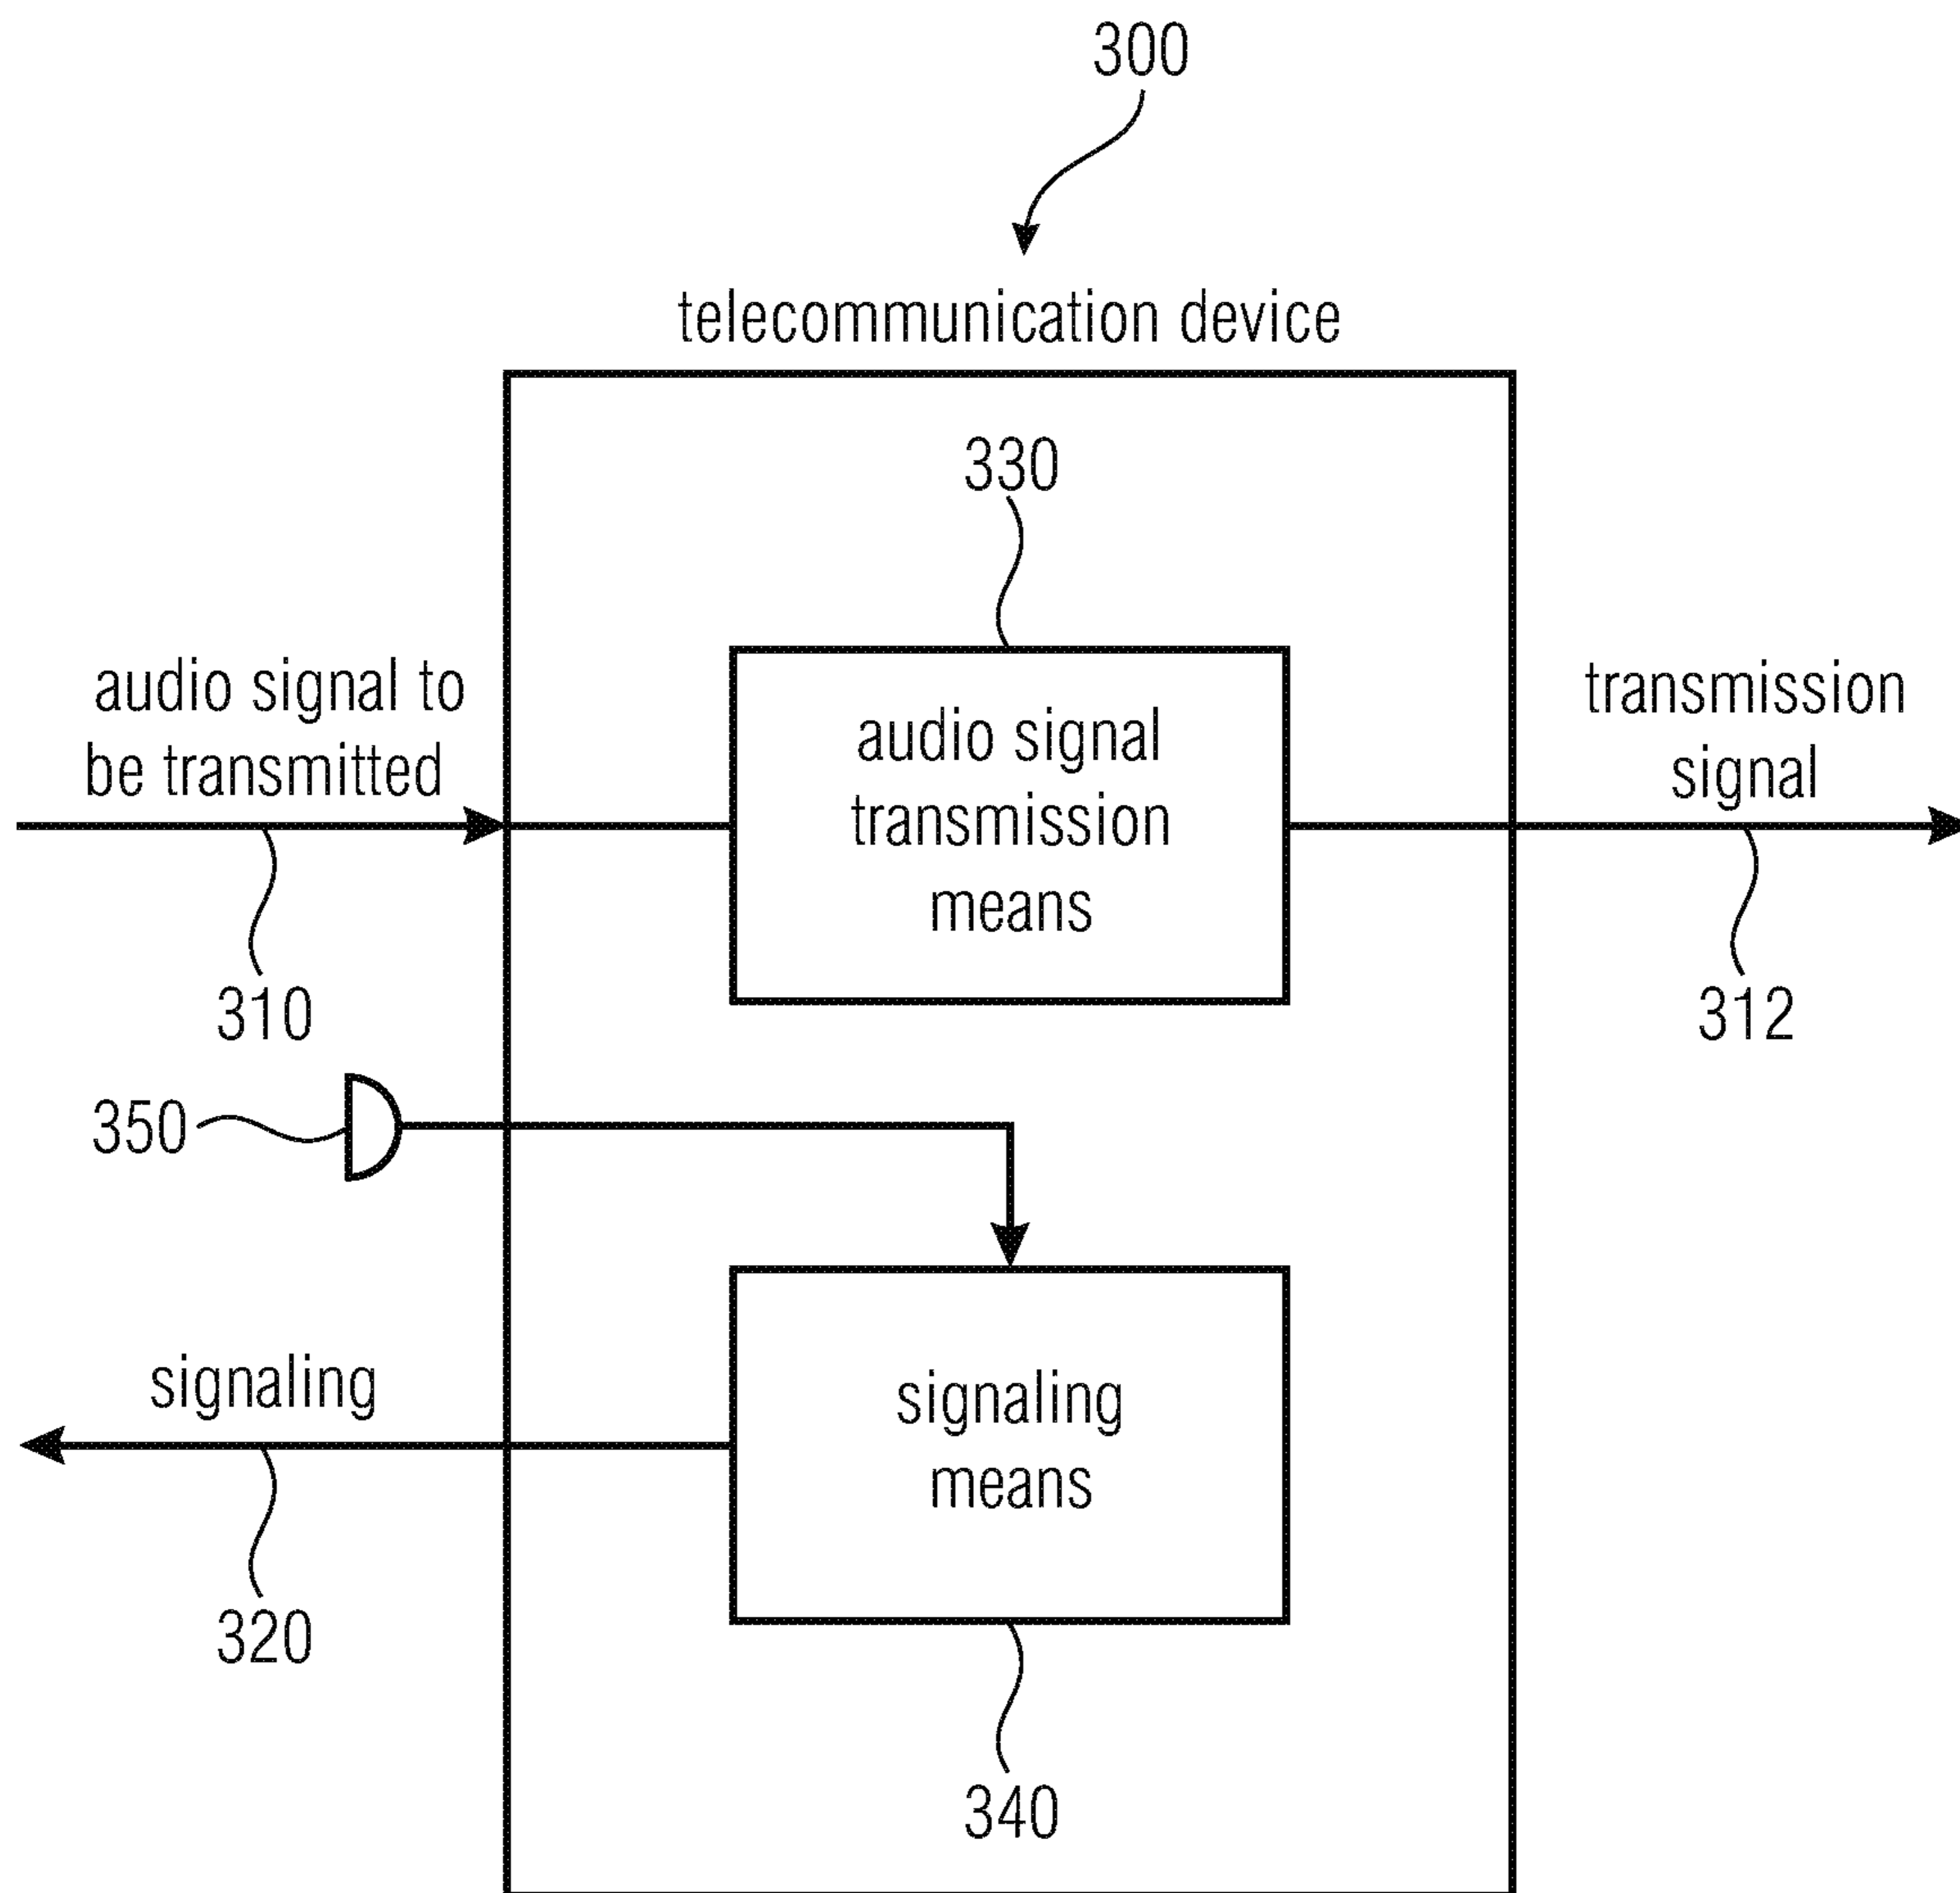 300
telecommunication device
330
audio signal to
be transmitted
audio signal
transmission
means
transmission
signal
310
312
350
signaling
signaling
means
320
340